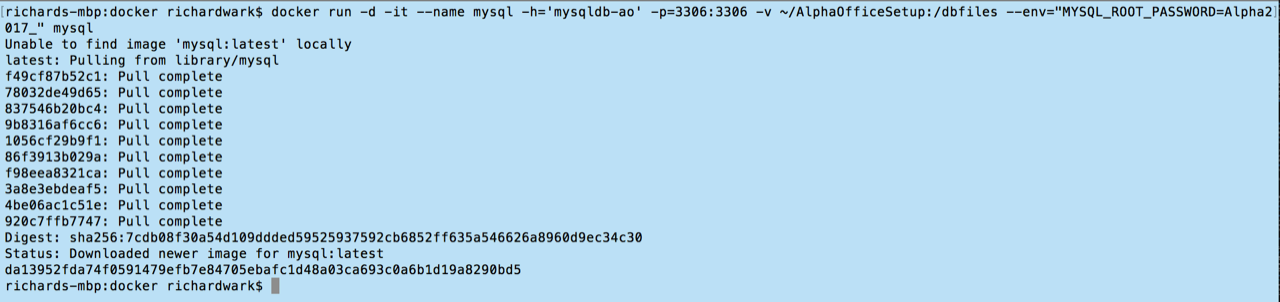 [richards-mbp:docker richardwark$ docker run -d -it --name mysql -h='mysqldb-ao' -p=3306:3306 -v ~/AlphaOfficeSetup:/dbfiles --env="MYSQL_ROOT_PASSWORD=Alpha2]
017_" mysql
Unable to find image 'mysql:latest' locally
latest: Pulling from library/mysql
f49cf87b52c1: Pull complete
78032de49d65: Pull complete
837546b20bc4: Pull complete
9b8316af6cc6: Pull complete
1056cf29b9f1: Pull complete
86f3913b029a: Pull complete
f98eea8321ca: Pull complete
3a8e3ebdeaf5: Pull complete
4be06ac1c51e: Pull complete
920c7ffb7747: Pull complete
Digest: sha256:7cdb08f30a54d109ddded59525937592cb6852ff635a546626a8960d9ec34c30
Status: Downloaded newer image for mysql:latest
da13952fda74f0591479efb7e84705ebafc1d48a03ca693c0a6b1d19a8290bd5
richards-mbp:docker richardwark$